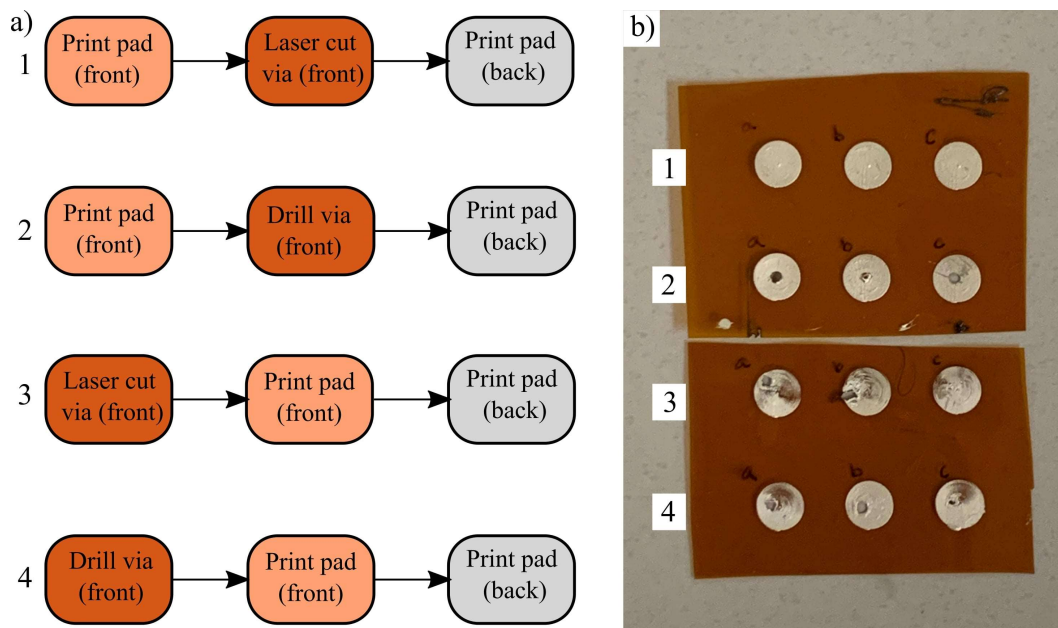 a)
1
Print pad
(front)
Laser cut
via (front)
Print pad
(back)
2
Print pad
(front)
Drill via
(front)
Print pad
(back)
3
Laser cut
via (front)
Print pad
(front)
Print pad
(back)
4
Drill via
(front)
Print pad
(front)
Print pad
(back)
b)
1
a b c
2
a b c
3
a b c
4
a b c